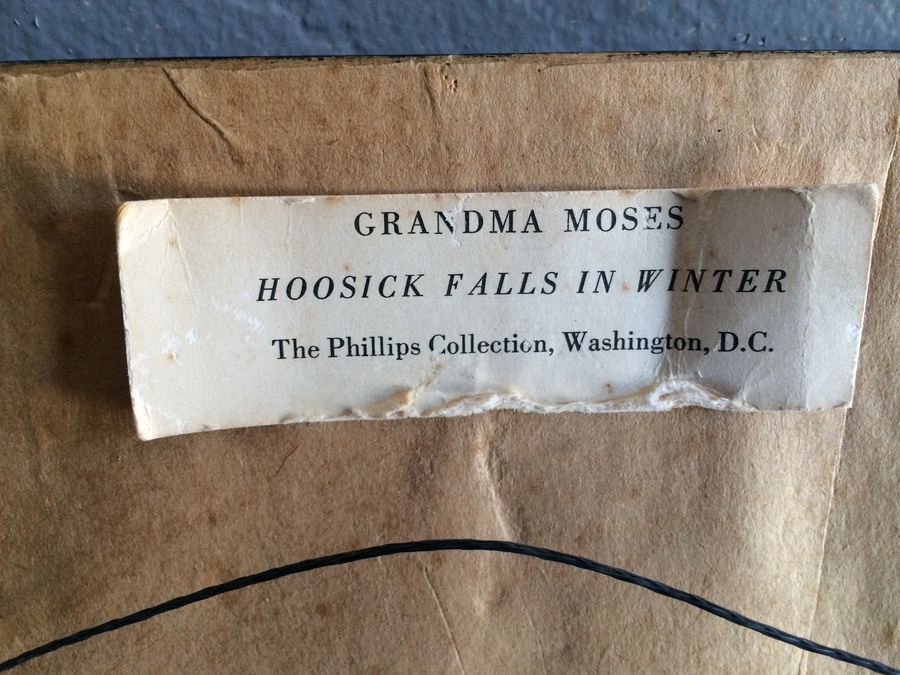 GRANDMA MOSES
HOOSICK FALLS IN WINTER
The Phillips Collection, Washington, D.C.